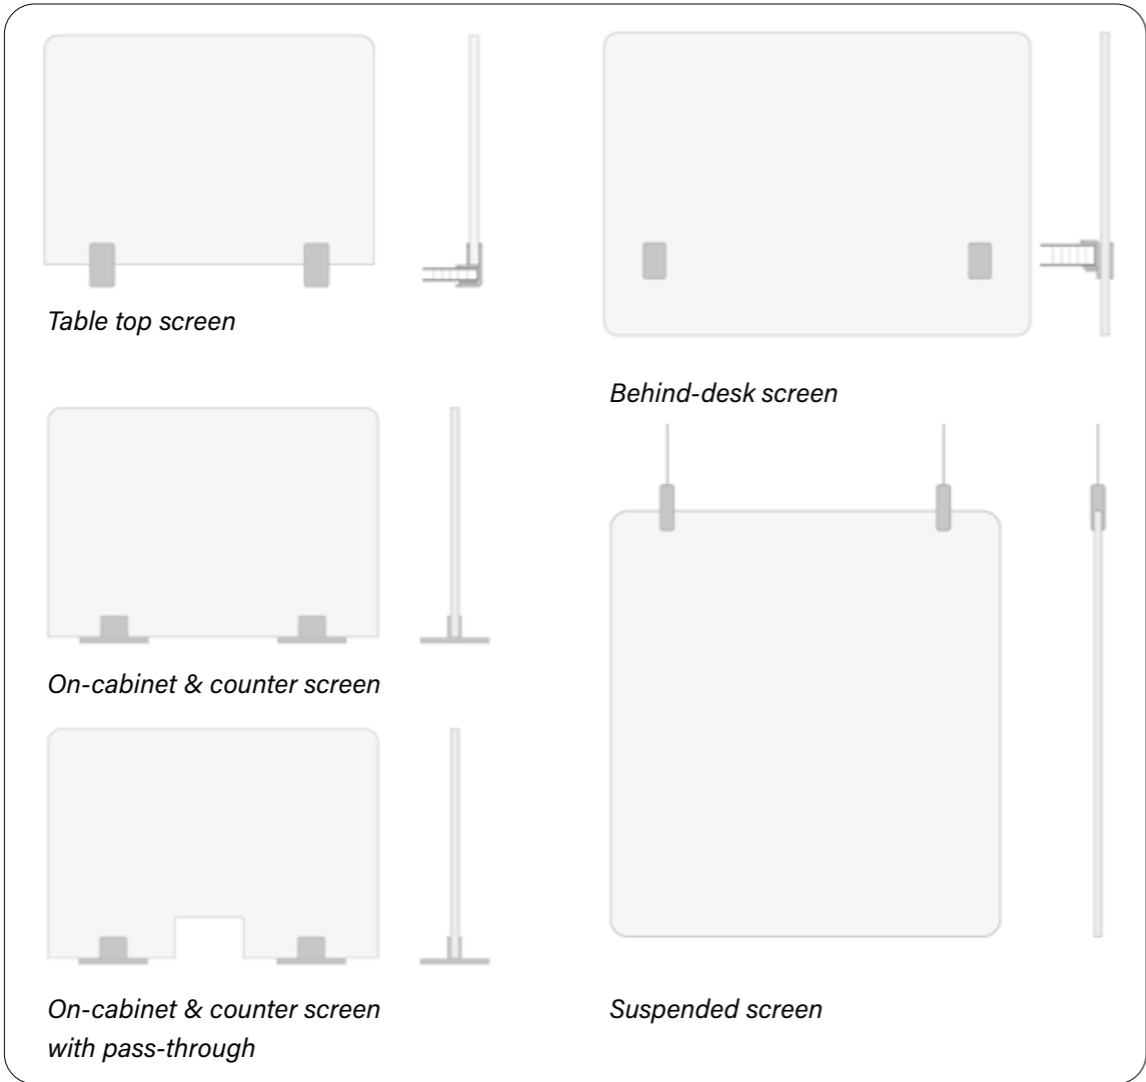 Table top screen
Behind-desk screen
On-cabinet & counter screen
On-cabinet & counter screen
with pass-through
Suspended screen